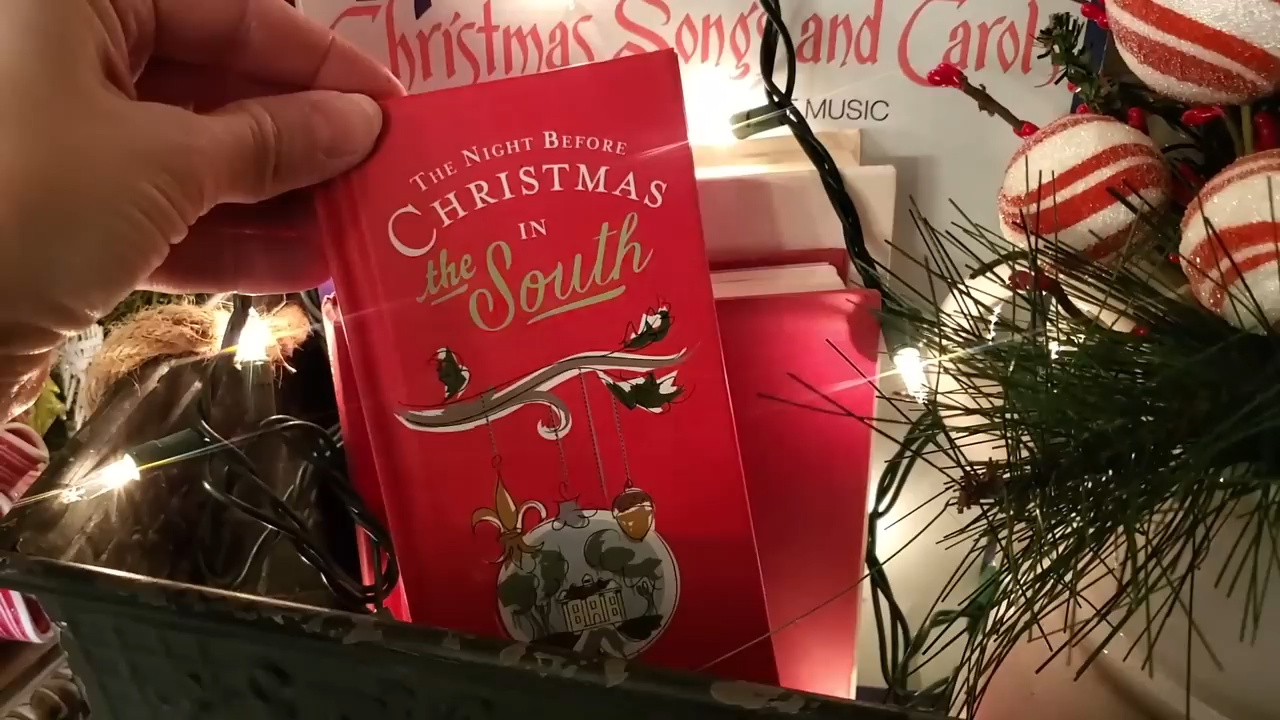 Christmas Songs and Carols
MUSIC
The Night Before
Christmas
in
the South